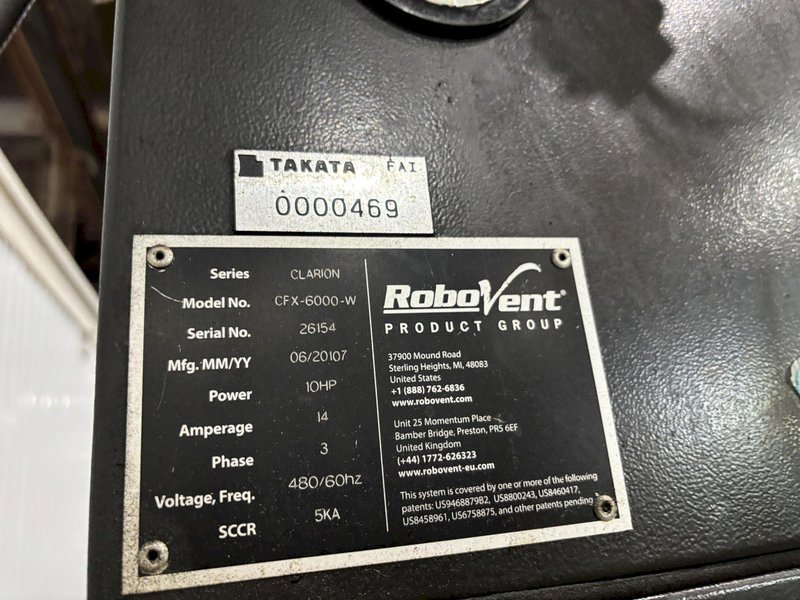 TAKATA FAI
0000469
Series CLARION
Model No. CFX-6000-W
Serial No. 26154
Mfg. MM/YY 06/20107
Power 10HP
Amperage 14
Phase 3
Voltage, Freq. 480/60hz
SCCR 5KA
RoboVent®
PRODUCT GROUP
37900 Mound Road
Sterling Heights, MI, 48083
United States
+1 (888) 762-6836
www.robovent.com
Unit 25 Momentum Place
Bamber Bridge, Preston, PR5 6EF
United Kingdom
(+44) 1772-626323
www.robovent-eu.com
This system is covered by one or more of the following
patents: US9468879B2, US8800243, US8460417,
US8458961, US6758875, and other patents pending